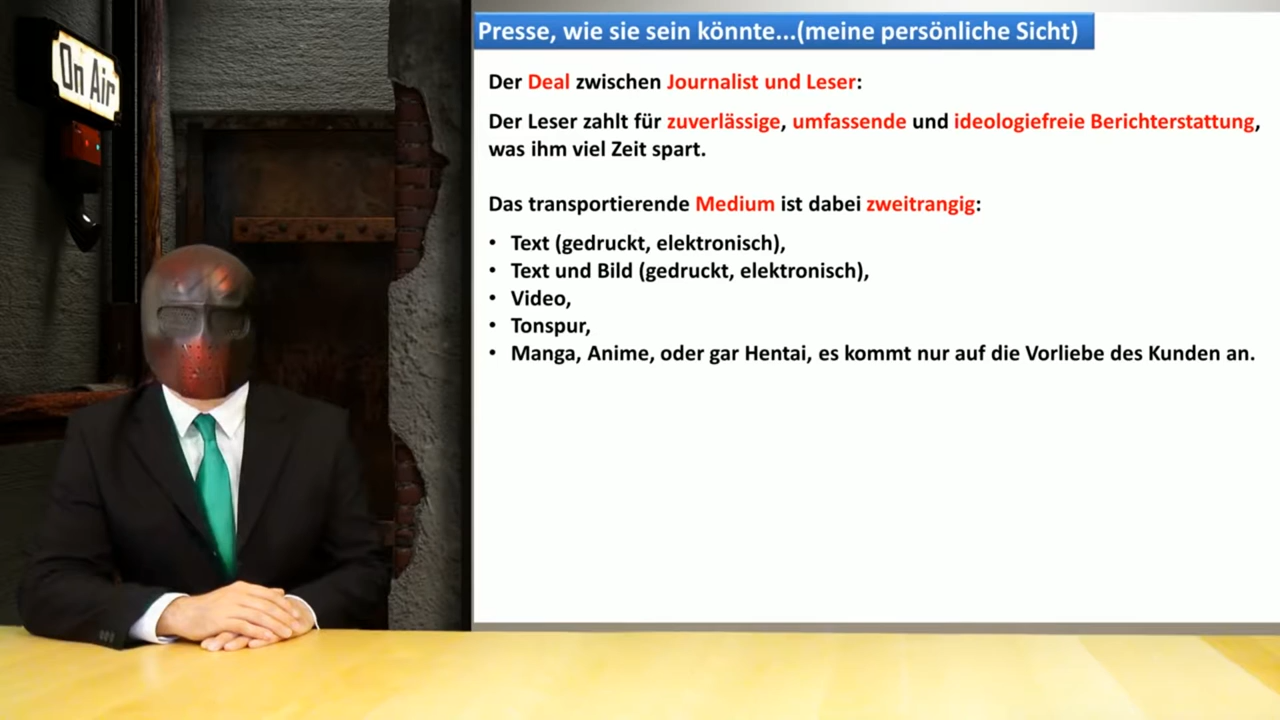 On Air
Presse, wie sie sein könnte...(meine persönliche Sicht)
Der Deal zwischen Journalist und Leser:
Der Leser zahlt für zuverlässige, umfassende und ideologiefreie Berichterstattung,
was ihm viel Zeit spart.
Das transportierende Medium ist dabei zweitrangig:
• Text (gedruckt, elektronisch),
• Text und Bild (gedruckt, elektronisch),
• Video,
• Tonspur,
• Manga, Anime, oder gar Hentai, es kommt nur auf die Vorliebe des Kunden an.